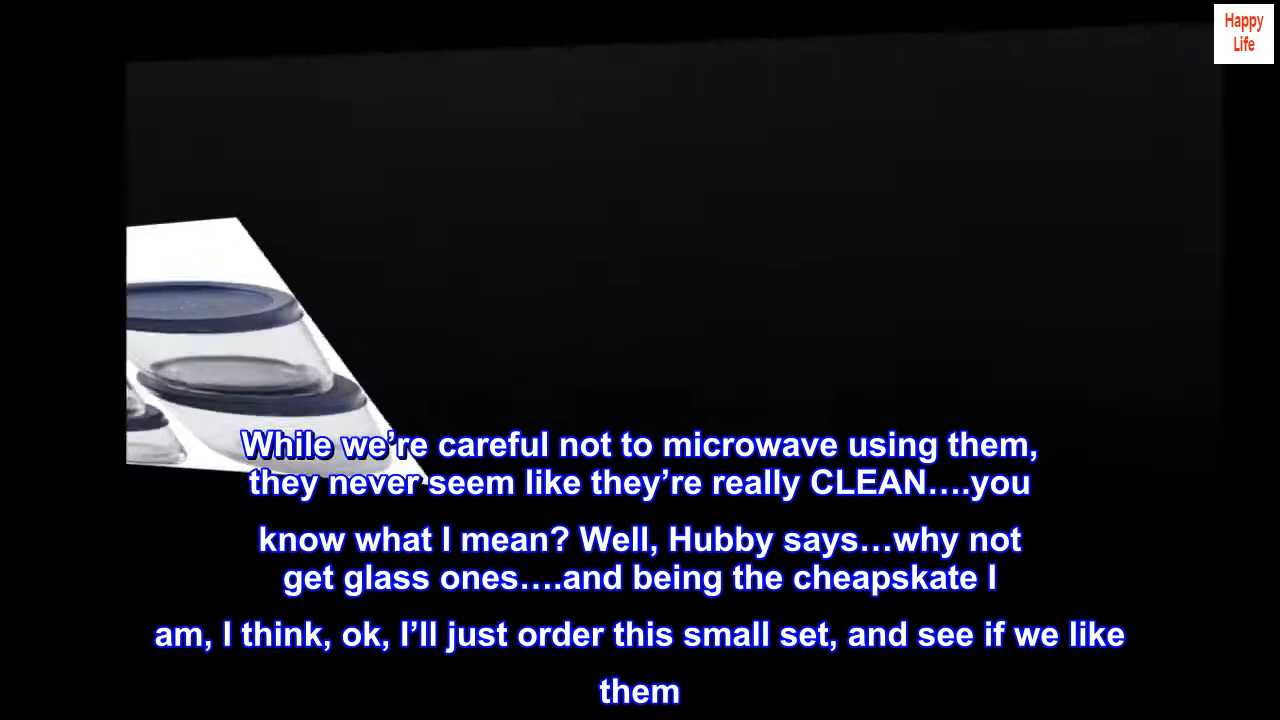 Happy
Life
While we’re careful not to microwave using them,
they never seem like they’re really CLEAN….you
know what I mean? Well, Hubby says…why not
get glass ones….and being the cheapskate I
am, I think, ok, I’ll just order this small set, and see if we like
them